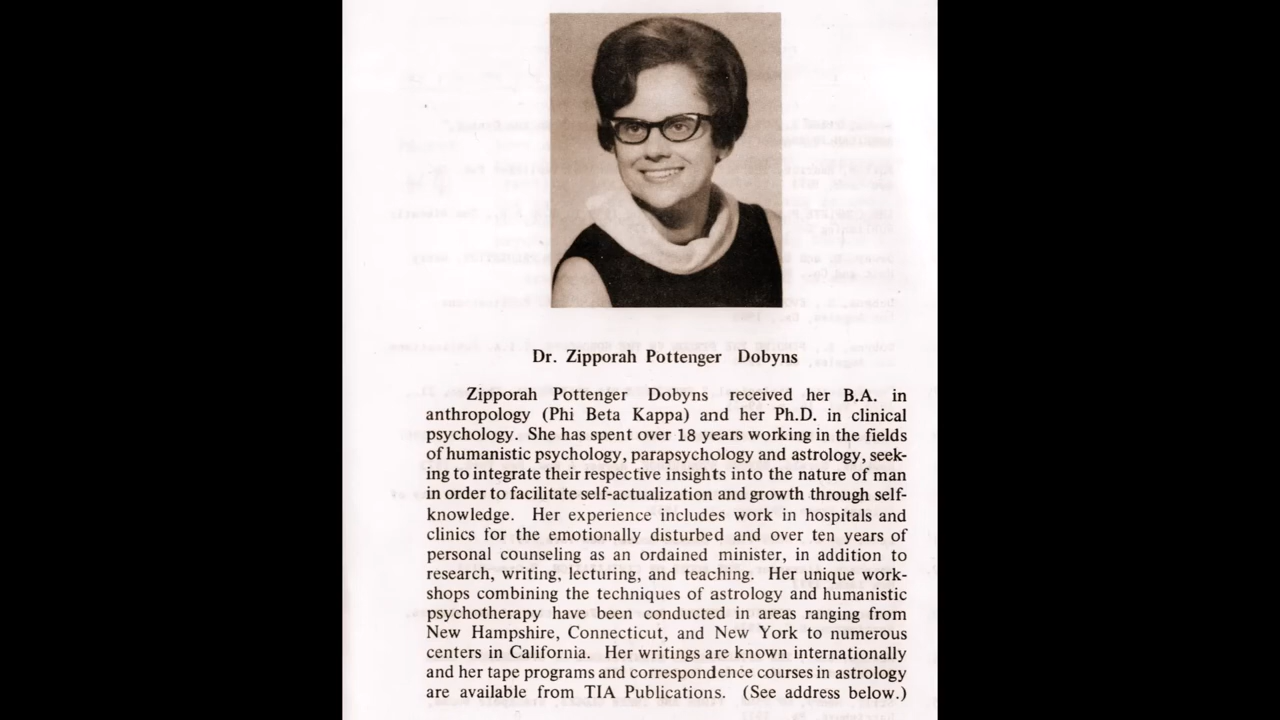 Dr. Zipporah Pottenger Dobyns
Zipporah Pottenger Dobyns received her B.A. in
anthropology (Phi Beta Kappa) and her Ph.D. in clinical
psychology. She has spent over 18 years working in the fields
of humanistic psychology, parapsychology and astrology, seek-
ing to integrate their respective insights into the nature of man
in order to facilitate self-actualization and growth through self-
knowledge. Her experience includes work in hospitals and
clinics for the emotionally disturbed and over ten years of
personal counseling as an ordained minister, in addition to
research, writing, lecturing, and teaching. Her unique work-
shops combining the techniques of astrology and humanistic
psychotherapy have been conducted in areas ranging from
New Hampshire, Connecticut, and New York to numerous
centers in California. Her writings are known internationally
and her tape programs and correspondence courses in astrology
are available from TIA Publications. (See address below.)